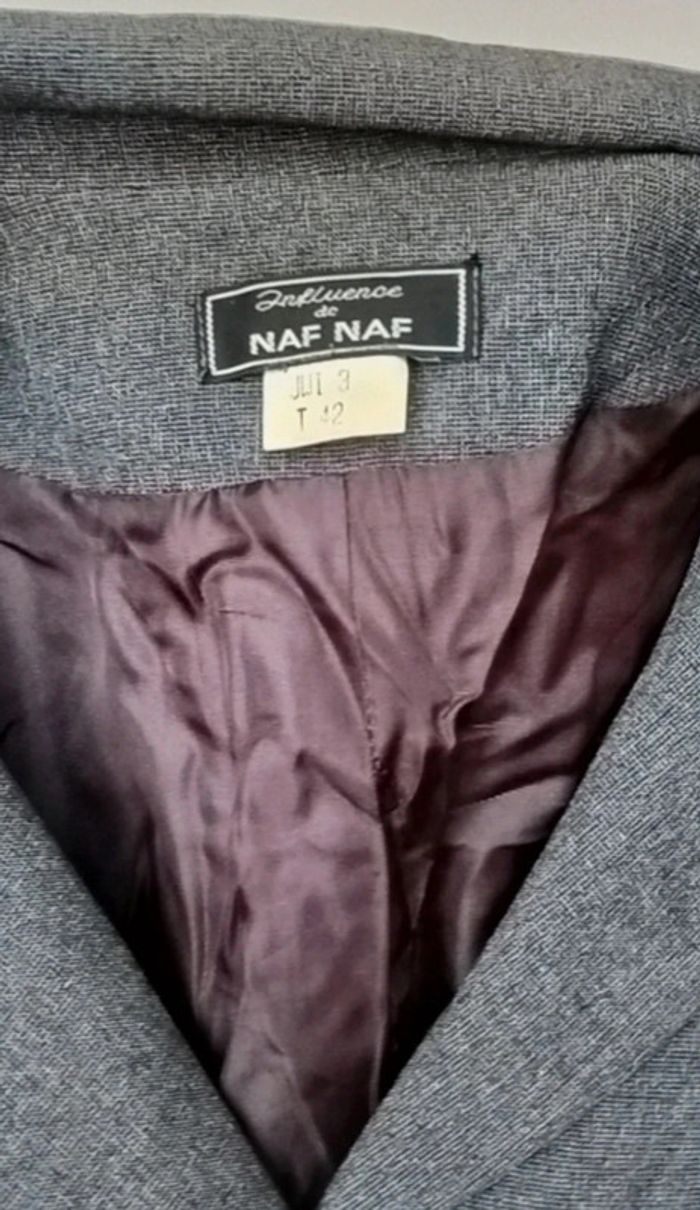 Influence
de
NAF NAF
JUI 3
T 42